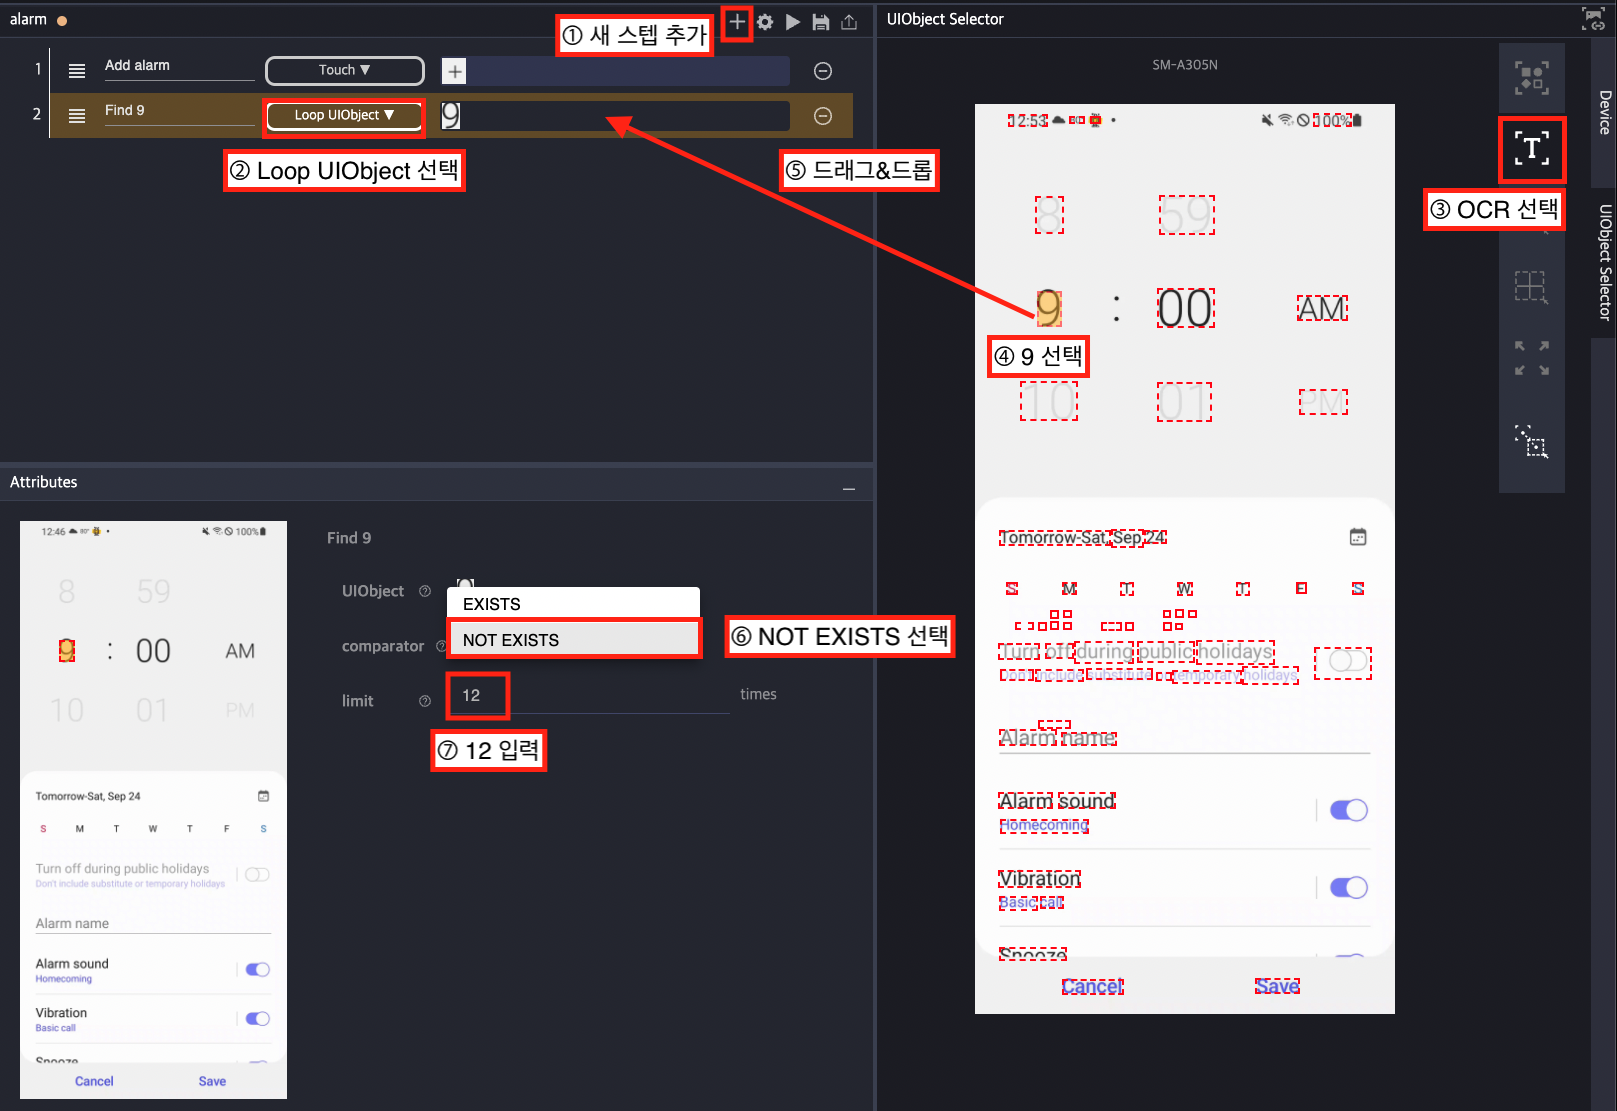 alarm
① 새 스텝 추가
1 Add alarm Touch ▼
2 Find 9 Loop UIObject ▼ 9
② Loop UIObject 선택
⑤ 드래그&드롭
UIObject Selector
SM-A305N
Device
UIObject Selector
T
③ OCR 선택
12:53 100%
8 59
9 : 00 AM
④ 9 선택
10 01 PM
Tomorrow-Sat, Sep 24
S M T W T F S
Turn off during public holidays
Don't include substitute or temporary holidays
Alarm name
Alarm sound
Homecoming
Vibration
Basic call
Snooze
Cancel Save
Attributes
12:46 100%
8 59
9 : 00 AM
10 01 PM
Tomorrow-Sat, Sep 24
S M T W T F S
Turn off during public holidays
Don't include substitute or temporary holidays
Alarm name
Alarm sound
Homecoming
Vibration
Basic call
Snooze
Cancel Save
Find 9
UIObject
EXISTS
comparator NOT EXISTS
⑥ NOT EXISTS 선택
limit 12 times
⑦ 12 입력